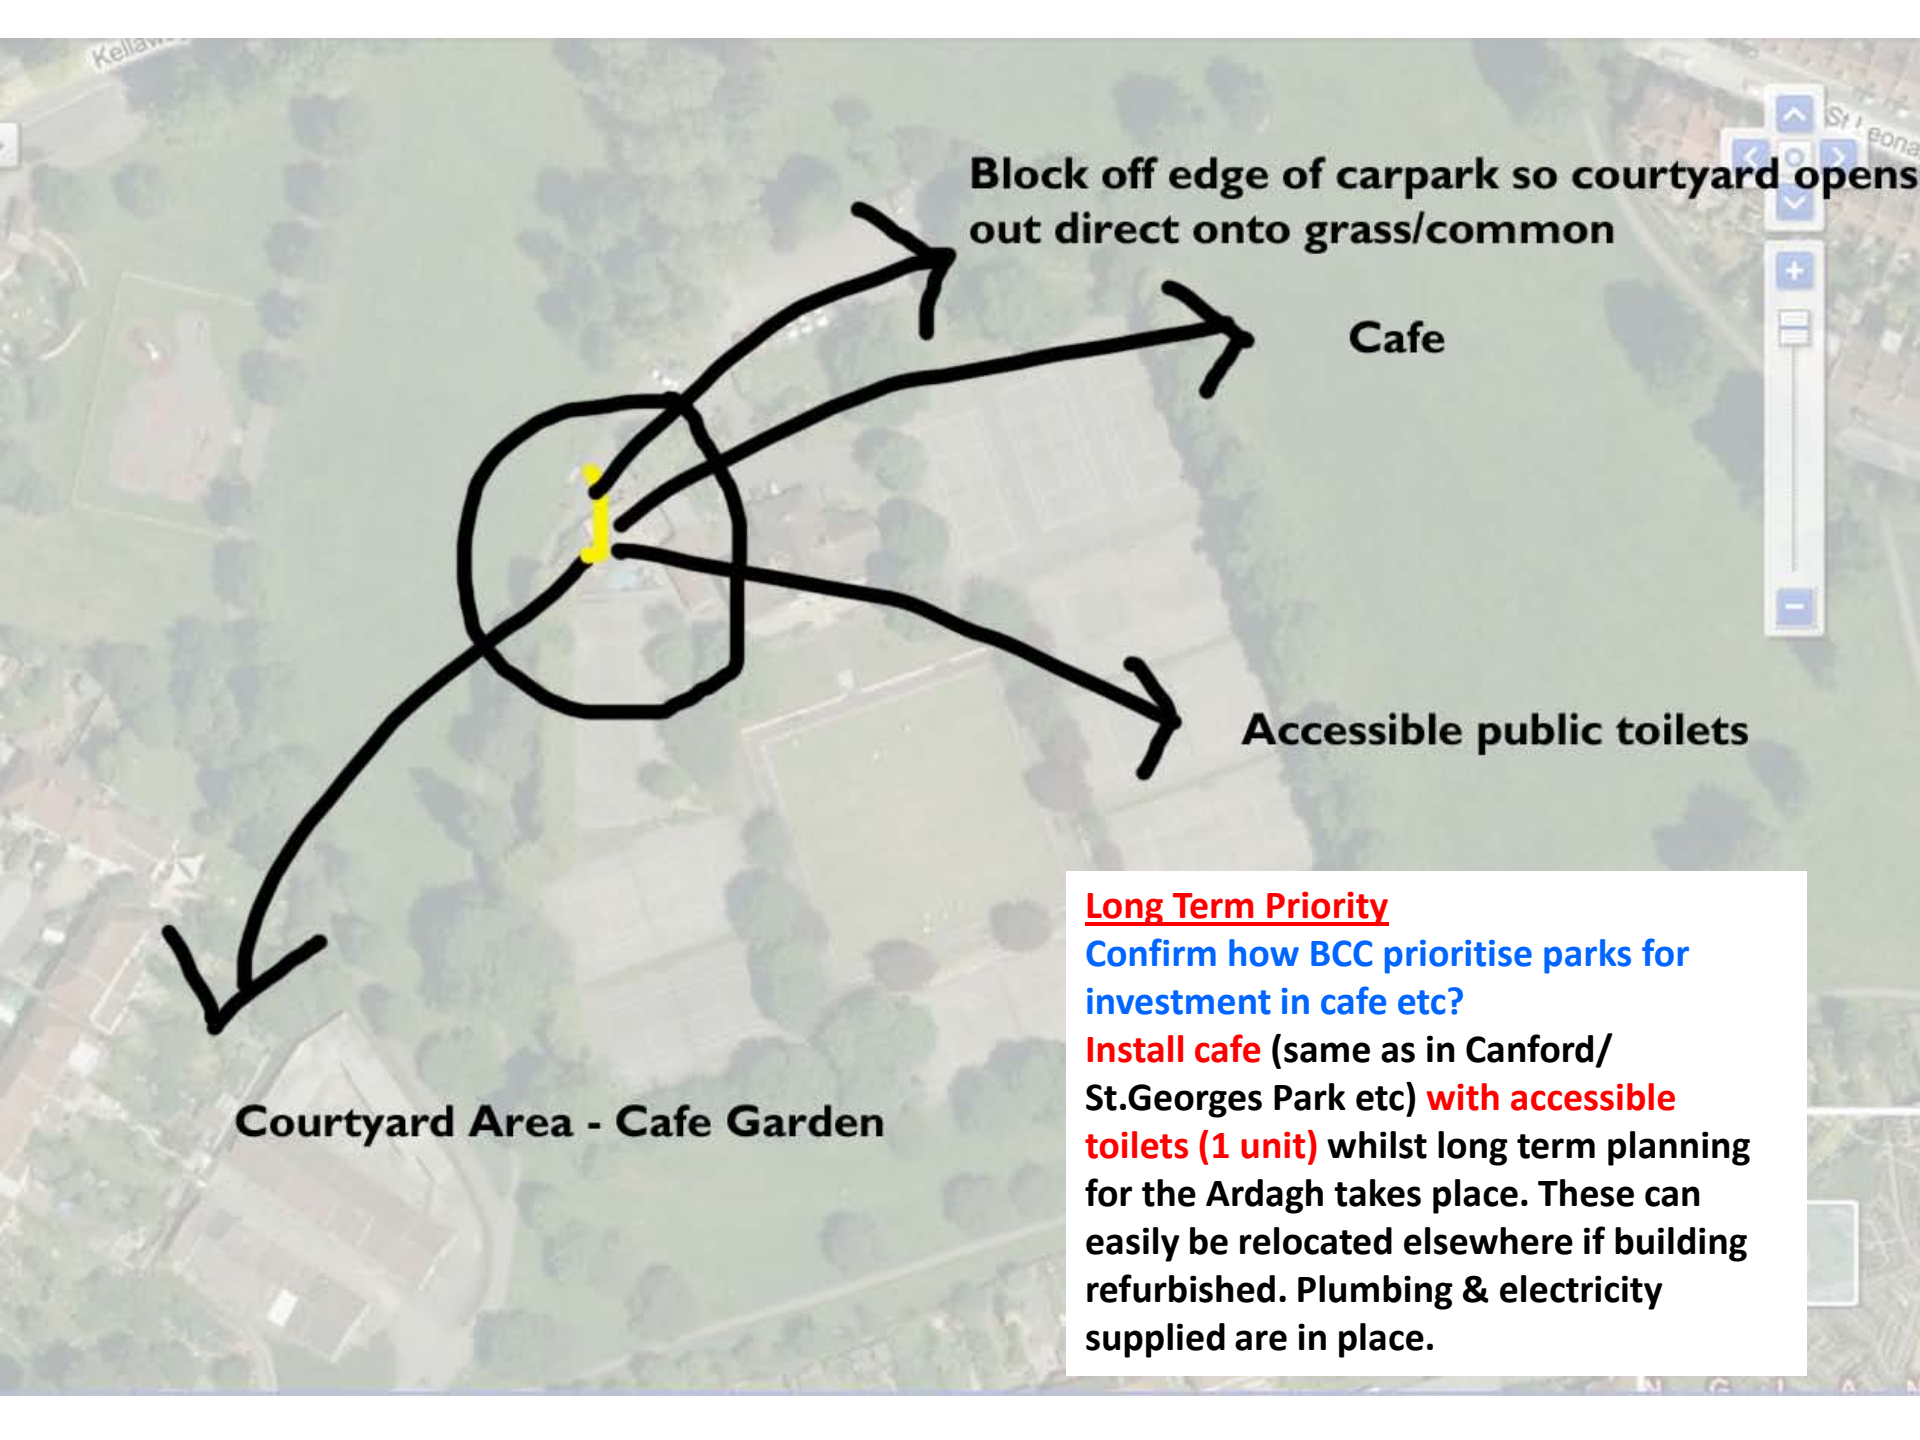 Block off edge of carpark so courtyard opens
out direct onto grass/common
Cafe
Accessible public toilets
Courtyard Area - Cafe Garden
Long Term Priority
Confirm how BCC prioritise parks for
investment in cafe etc?
Install cafe (same as in Canford/
St.Georges Park etc) with accessible
toilets (1 unit) whilst long term planning
for the Ardagh takes place. These can
easily be relocated elsewhere if building
refurbished. Plumbing & electricity
supplied are in place.